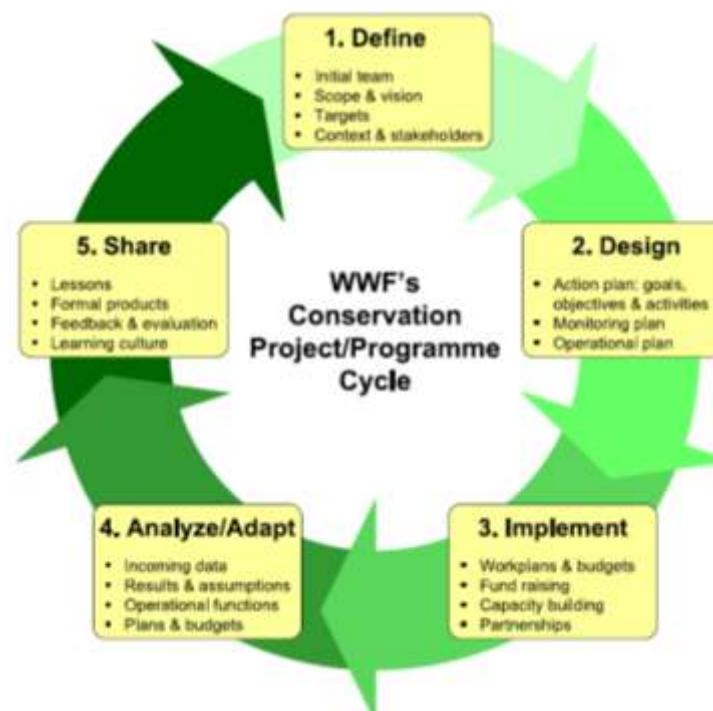 1. Define
• Initial team
• Scope & vision
• Targets
• Context & stakeholders
2. Design
• Action plan: goals,
objectives & activities
• Monitoring plan
• Operational plan
3. Implement
• Workplans & budgets
• Fund raising
• Capacity building
• Partnerships
4. Analyze/Adapt
• Incoming data
• Results & assumptions
• Operational functions
• Plans & budgets
5. Share
• Lessons
• Formal products
• Feedback & evaluation
• Learning culture
WWF's
Conservation
Project/Programme
Cycle